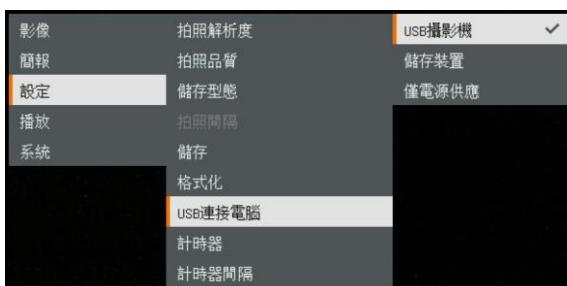 影像
簡報
設定
播放
系統
拍照解析度
拍照品質
儲存型態
拍照間隔
儲存
格式化
USB連接電腦
計時器
計時器間隔
USB攝影機
儲存裝置
僅電源供應